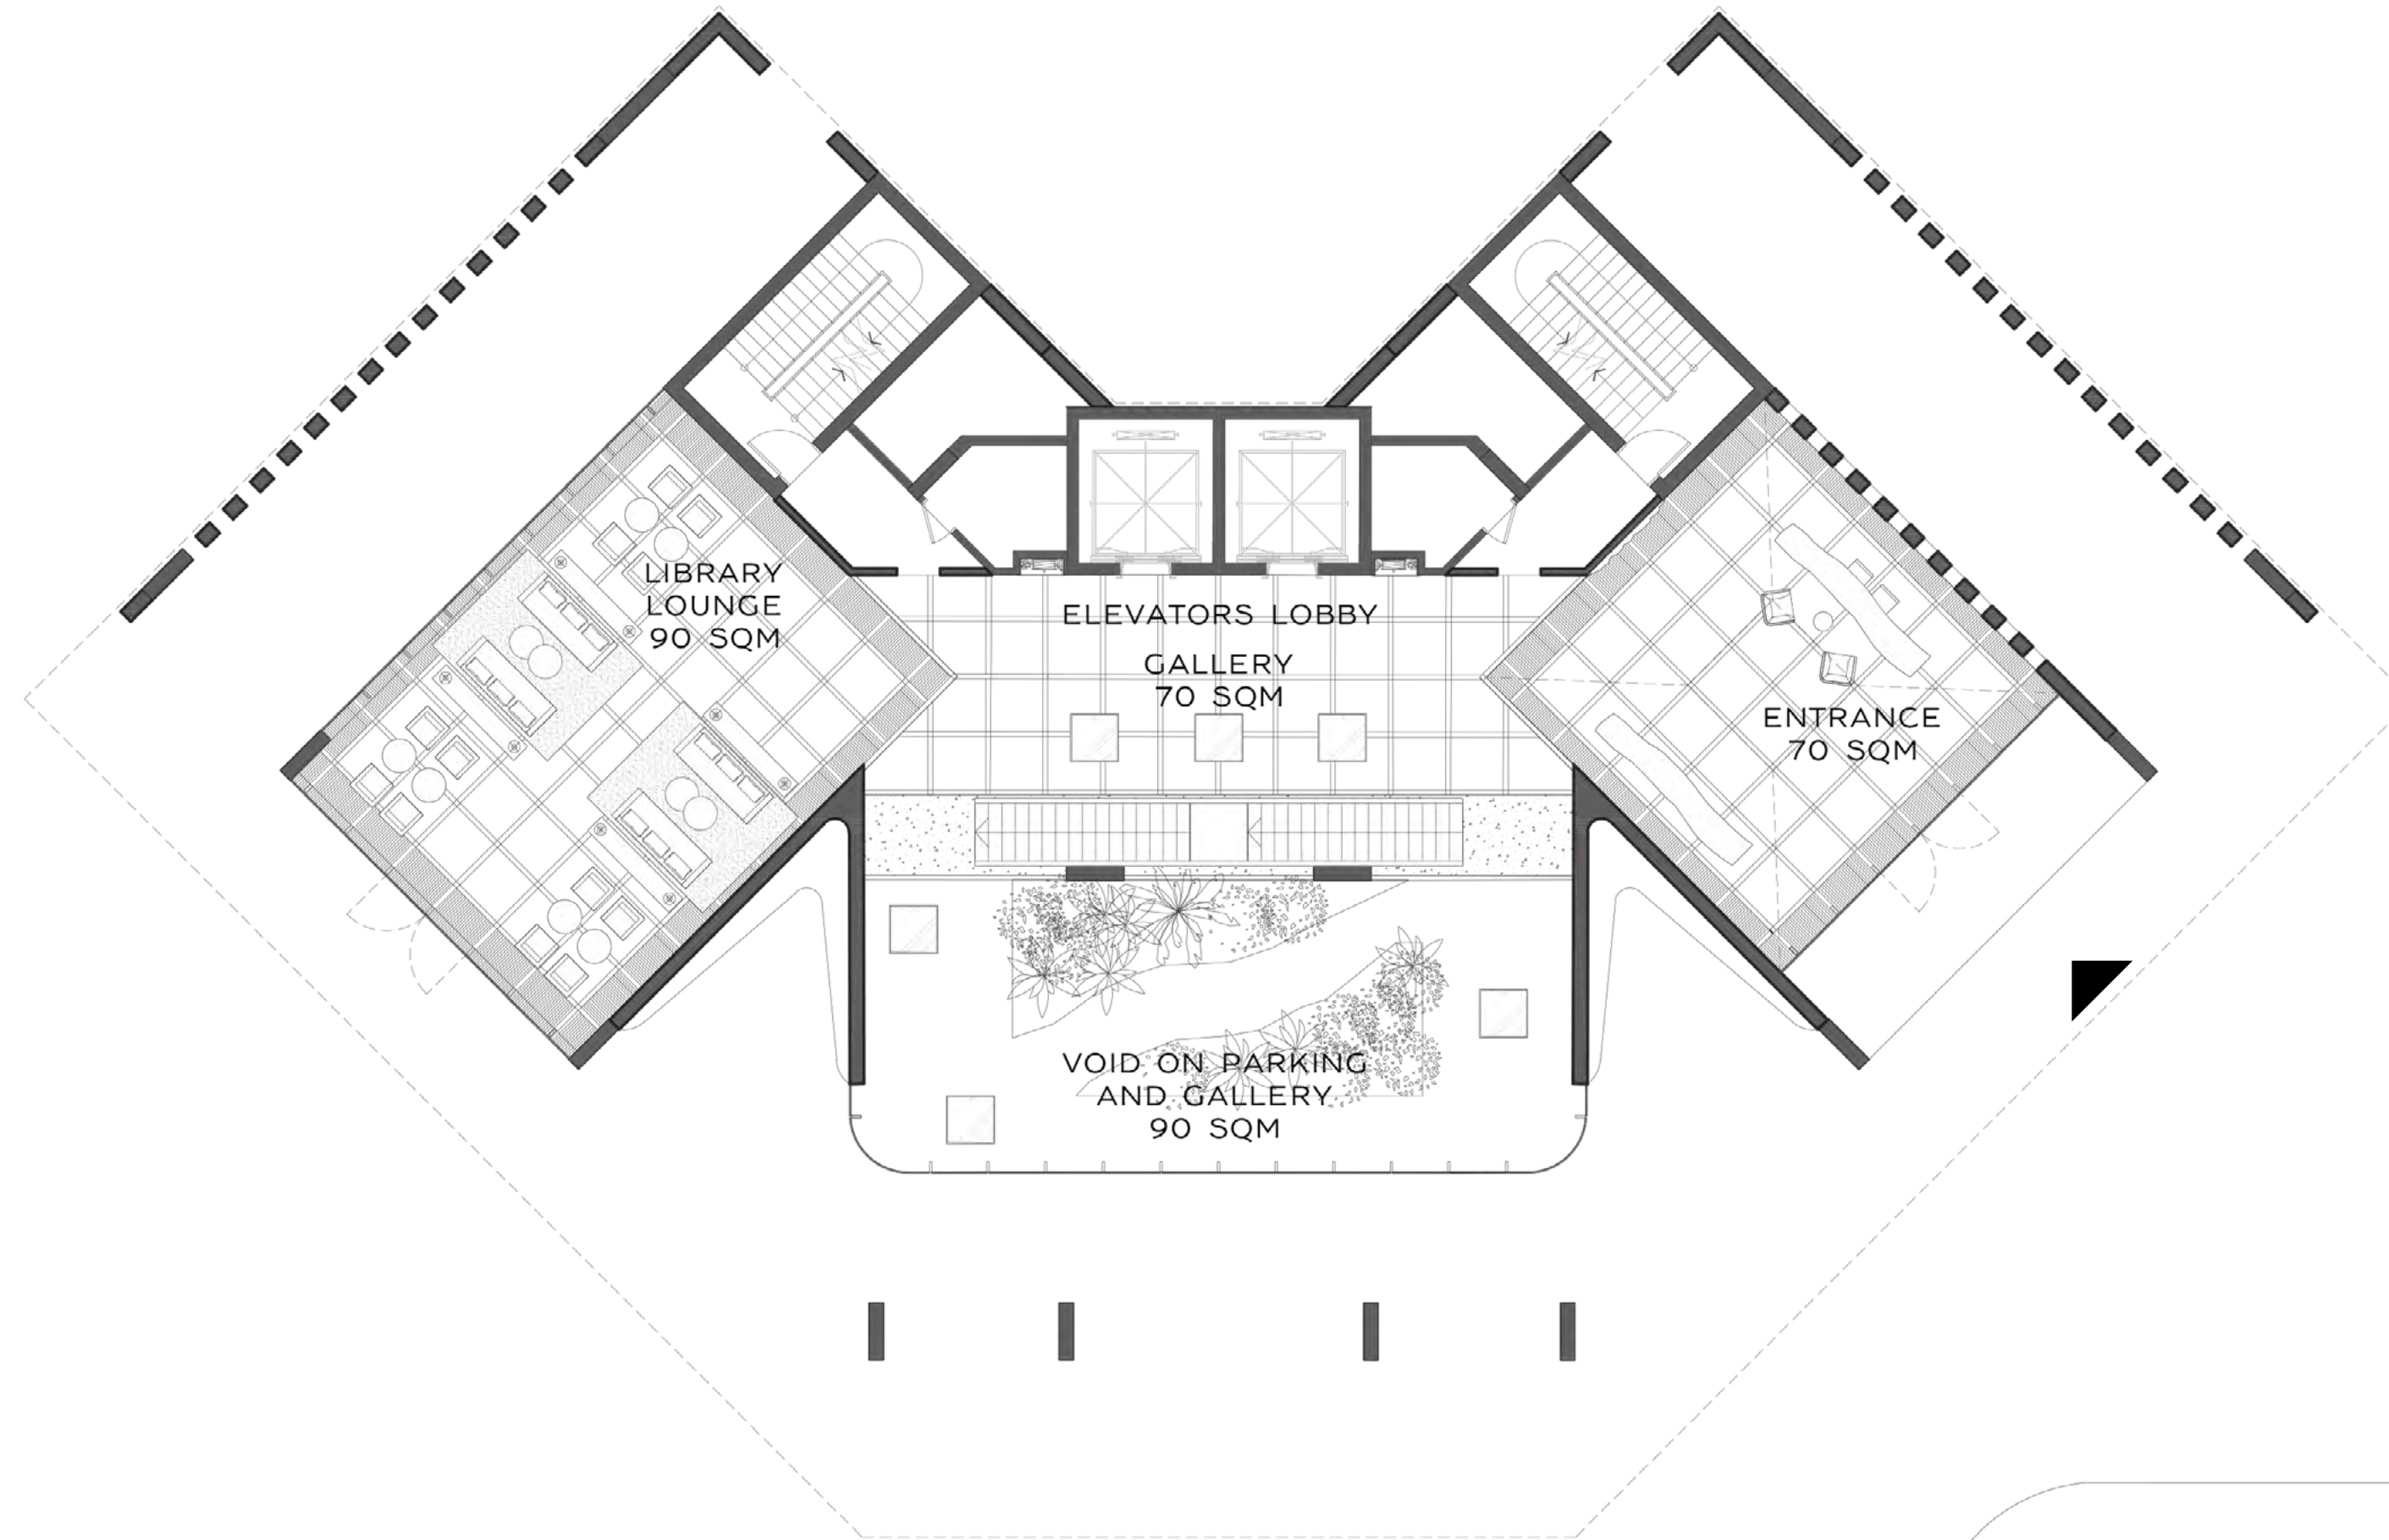 LIBRARY
LOUNGE
90 SQM
ELEVATORS LOBBY
GALLERY
70 SQM
ENTRANCE
70 SQM
VOID ON PARKING
AND GALLERY
90 SQM